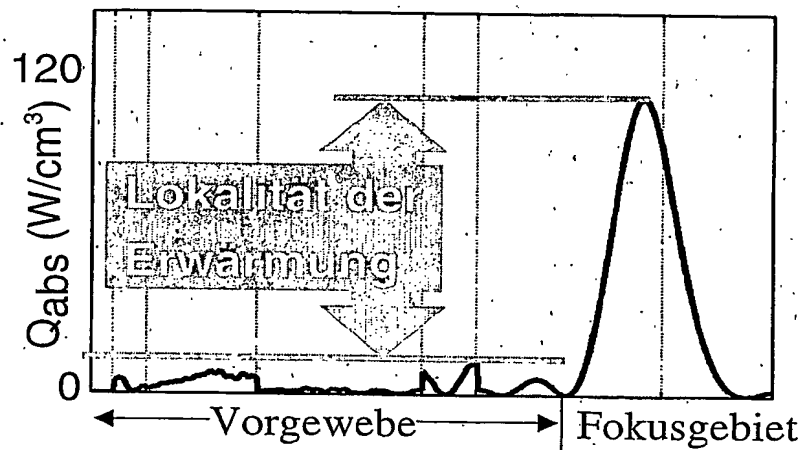 120
Qabs (W/cm³)
Lokalität der
Erwärmung
0
Vorgewebe
Fokusgebiet